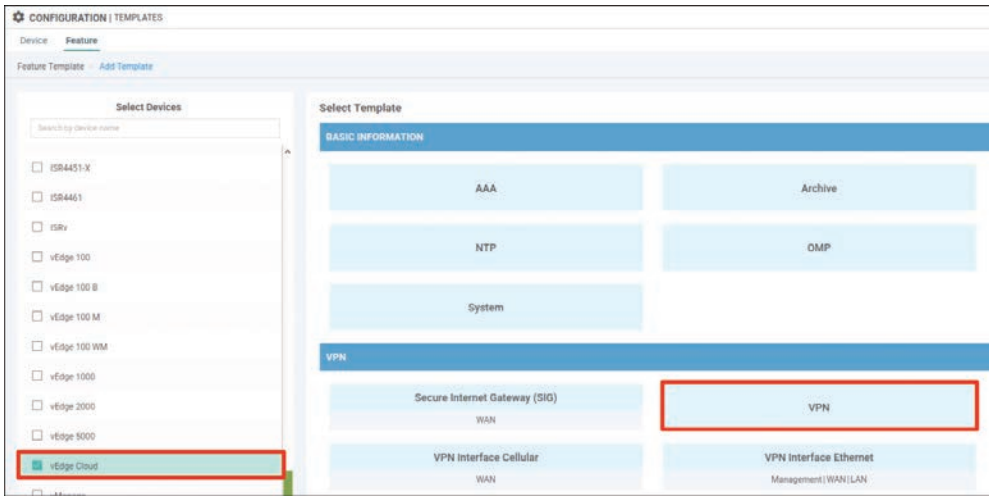 CONFIGURATION | TEMPLATES
Device Feature
Feature Template Add Template
Select Devices
Search by device name
ISR4451-X
ISR4461
ISRv
vEdge 100
vEdge 100 B
vEdge 100 M
vEdge 100 WM
vEdge 1000
vEdge 2000
vEdge 5000
vEdge Cloud
vManage
Select Template
BASIC INFORMATION
AAA
Archive
NTP
OMP
System
VPN
Secure Internet Gateway (SIG)
WAN
VPN
VPN Interface Cellular
WAN
VPN Interface Ethernet
Management | WAN | LAN